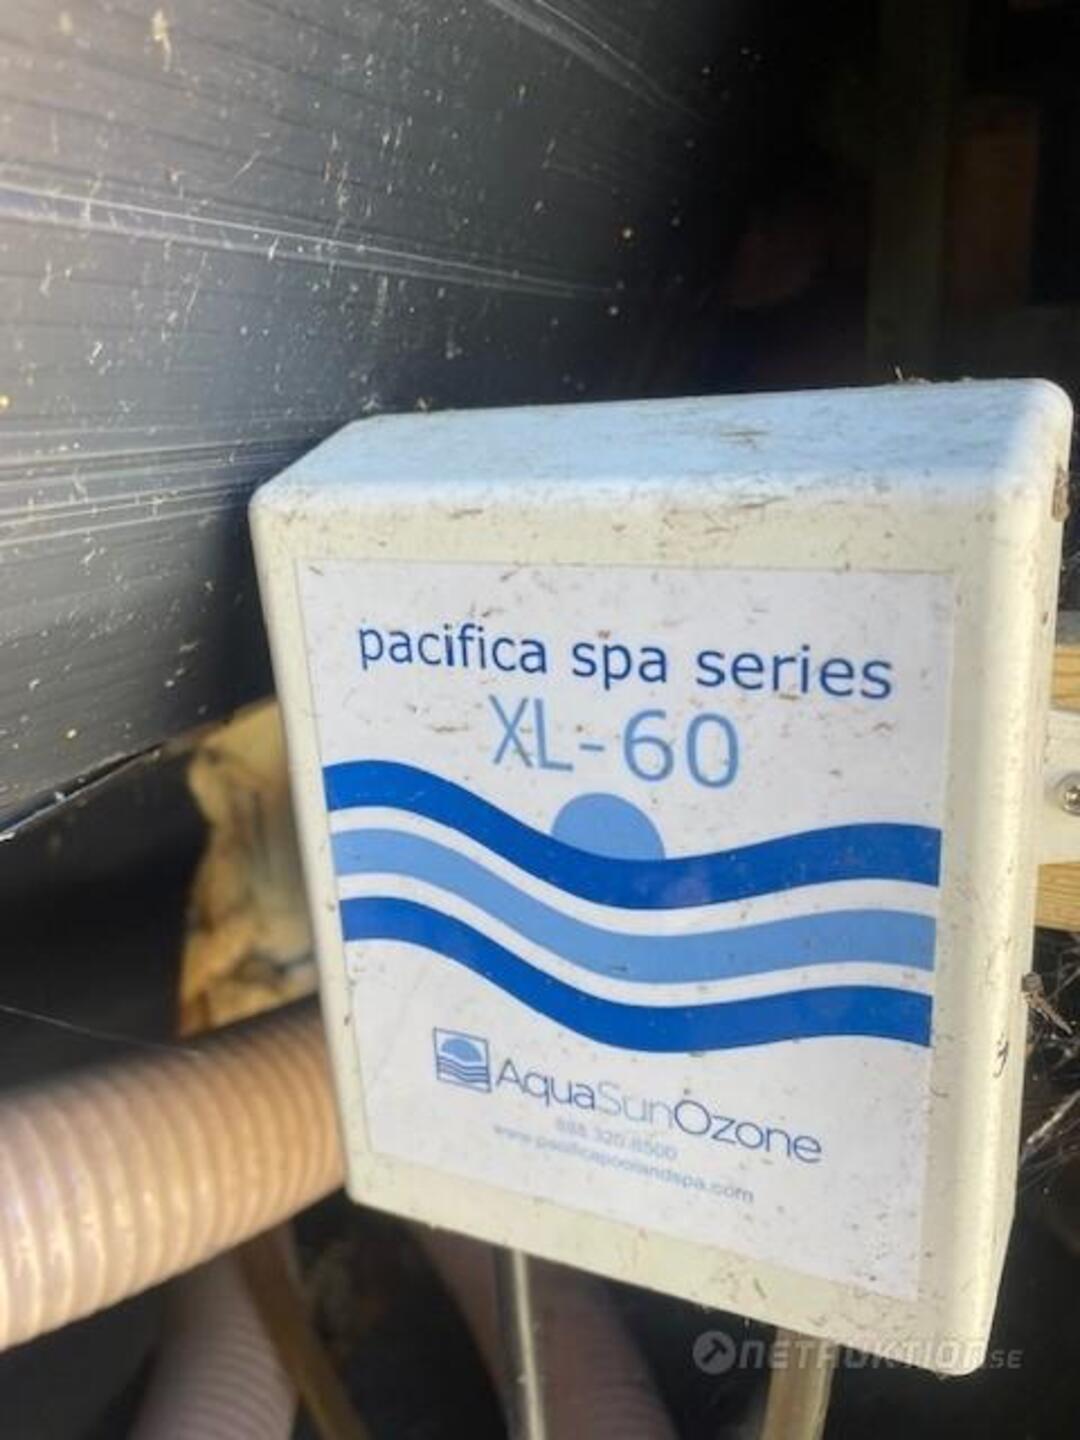 pacifica spa series
XL-60
AquaSunOzone
888.320.8500
www.pacificapoolandspa.com
NETAUKTION.SE